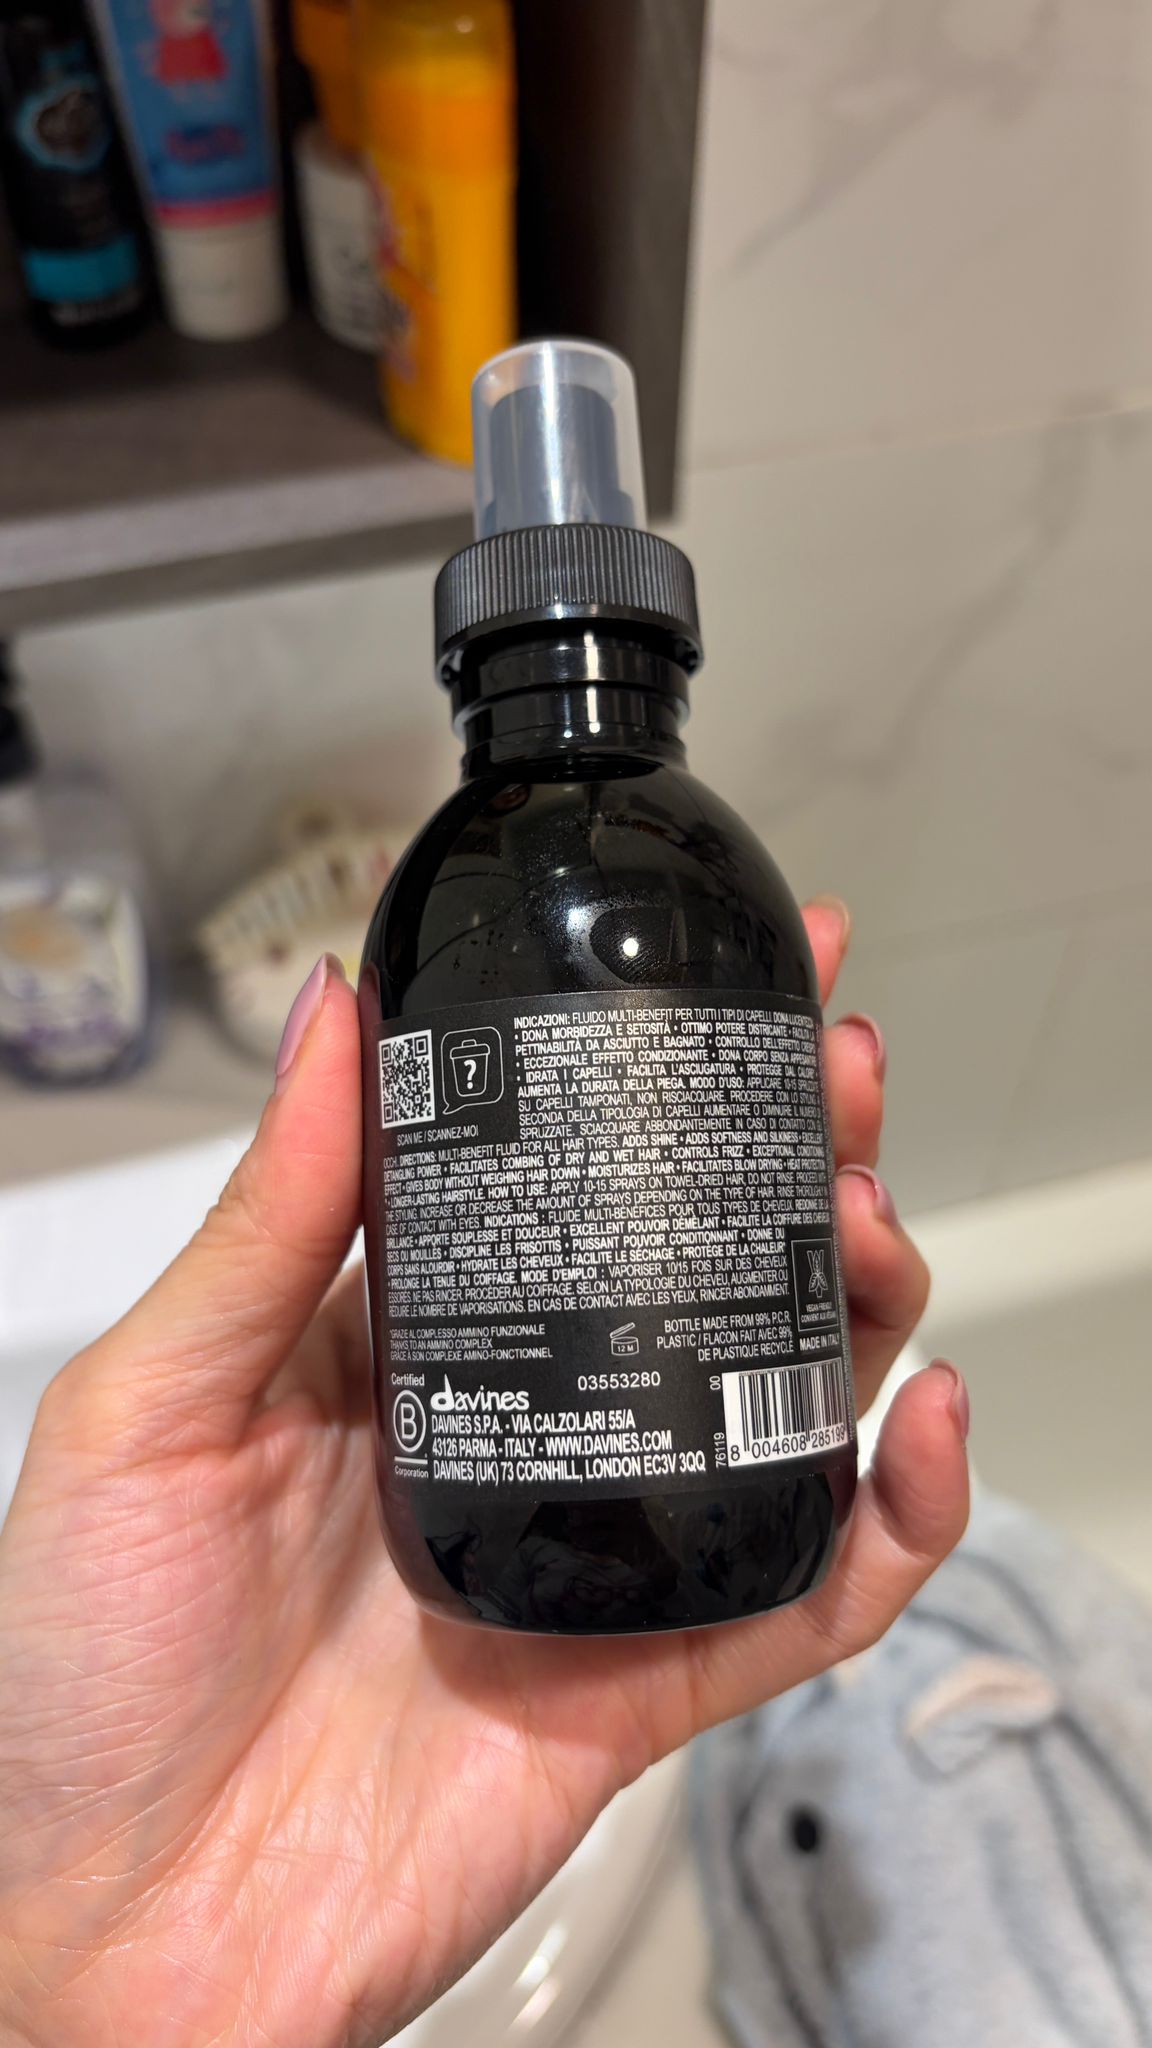 INDICAZIONI: FLUIDO MULTI-BENEFIT PER TUTTI I TIPI DI CAPELLI. DONA LUCENTEZZA
• DONA MORBIDEZZA E SETOSITÀ • OTTIMO POTERE DISTRICANTE • FACILITA LA
PETTINABILITÀ DA ASCIUTTO E BAGNATO • CONTROLLO DELL'EFFETTO CRESPO
• ECCEZIONALE EFFETTO CONDIZIONANTE • DONA CORPO SENZA APPESANTIRE
• IDRATA I CAPELLI • FACILITA L'ASCIUGATURA • PROTEGGE DAL CALORE*
AUMENTA LA DURATA DELLA PIEGA. MODO D'USO: APPLICARE 10-15 SPRUZZATE
SU CAPELLI TAMPONATI, NON RISCIACQUARE. PROCEDERE CON LO STYLING. A
SECONDA DELLA TIPOLOGIA DI CAPELLI AUMENTARE O DIMINUIRE IL NUMERO DI
SPRUZZATE. SCIACQUARE ABBONDANTEMENTE IN CASO DI CONTATTO CON GLI
SCAN ME / SCANNEZ-MOI
OCCHI. DIRECTIONS: MULTI-BENEFIT FLUID FOR ALL HAIR TYPES. ADDS SHINE • ADDS SOFTNESS AND SILKINESS • EXCELLENT
DETANGLING POWER • FACILITATES COMBING OF DRY AND WET HAIR • CONTROLS FRIZZ • EXCEPTIONAL CONDITIONING
EFFECT • GIVES BODY WITHOUT WEIGHING HAIR DOWN • MOISTURIZES HAIR • FACILITATES BLOW DRYING • HEAT PROTECTION
* • LONGER-LASTING HAIRSTYLE. HOW TO USE: APPLY 10-15 SPRAYS ON TOWEL-DRIED HAIR, DO NOT RINSE. PROCEED WITH
THE STYLING. INCREASE OR DECREASE THE AMOUNT OF SPRAYS DEPENDING ON THE TYPE OF HAIR. RINSE THOROUGHLY IN
CASE OF CONTACT WITH EYES. INDICATIONS : FLUIDE MULTI-BÉNÉFICES POUR TOUS TYPES DE CHEVEUX. REDONNE DE LA
BRILLANCE • APPORTE SOUPLESSE ET DOUCEUR • EXCELLENT POUVOIR DÉMÊLANT • FACILITE LA COIFFURE DES CHEVEUX
SECS OU MOUILLÉS • DISCIPLINE LES FRISOTTIS • PUISSANT POUVOIR CONDITIONNANT • DONNE DU
CORPS SANS ALOURDIR • HYDRATE LES CHEVEUX • FACILITE LE SÉCHAGE • PROTÈGE DE LA CHALEUR*
• PROLONGE LA TENUE DU COIFFAGE. MODE D'EMPLOI : VAPORISER 10/15 FOIS SUR DES CHEVEUX
ESSORÉS. NE PAS RINCER. PROCÉDER AU COIFFAGE. SELON LA TYPOLOGIE DU CHEVEU, AUGMENTER OU
RÉDUIRE LE NOMBRE DE VAPORISATIONS. EN CAS DE CONTACT AVEC LES YEUX, RINCER ABONDAMMENT.
VEGAN FRIENDLY
CONVIENT AUX VÉGANS
*GRAZIE AL COMPLESSO AMMINO FUNZIONALE
THANKS TO AN AMMINO COMPLEX
GRÂCE À SON COMPLEXE AMINO-FONCTIONNEL
12 M
BOTTLE MADE FROM 99% P.C.R.
PLASTIC / FLACON FAIT AVEC 99%
DE PLASTIQUE RECYCLÉ
MADE IN ITALY
Certified
B
Corporation
davines
03553280
DAVINES S.P.A. - VIA CALZOLARI 55/A
43126 PARMA - ITALY - WWW.DAVINES.COM
DAVINES (UK) 73 CORNHILL, LONDON EC3V 3QQ
76119 00
8 004608 285199